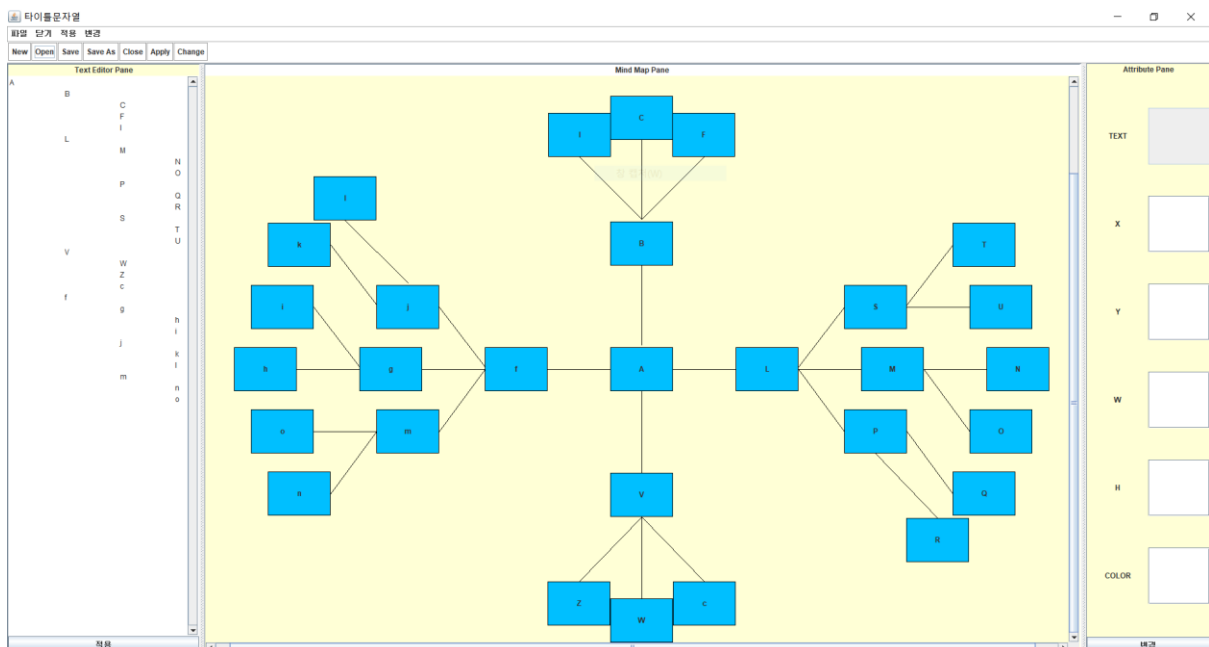 타이틀문자열
파일 닫기 적용 변경
New Open Save Save As Close Apply Change
Text Editor Pane
A
B
C
F
I
L
M
N
O
P
Q
R
S
T
U
V
W
Z
c
f
g
h
i
j
k
l
m
n
o
적용
Mind Map Pane
C
I F
B
l
k
i j
h g f A L M N
S T
U
o m P O
n V Q
R
Z W c
Attribute Pane
TEXT
X
Y
W
H
COLOR
변경